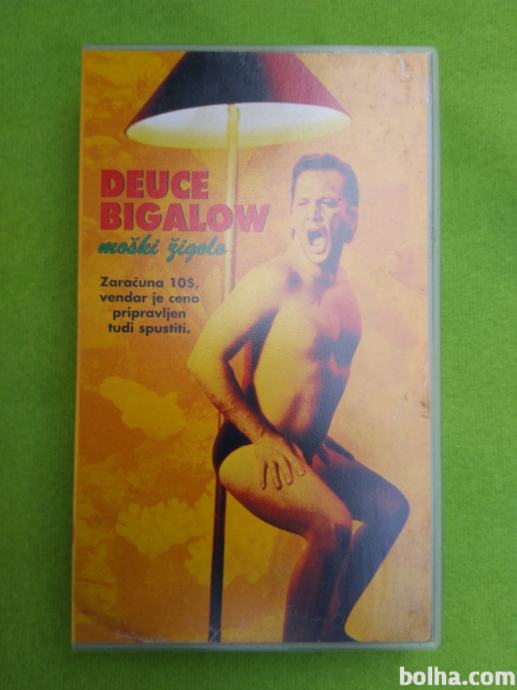 DEUCE
BIGALOW
moški žigolo
Zaračuna 10$,
vendar je ceno
pripravljen
tudi spustiti.
bolha.com